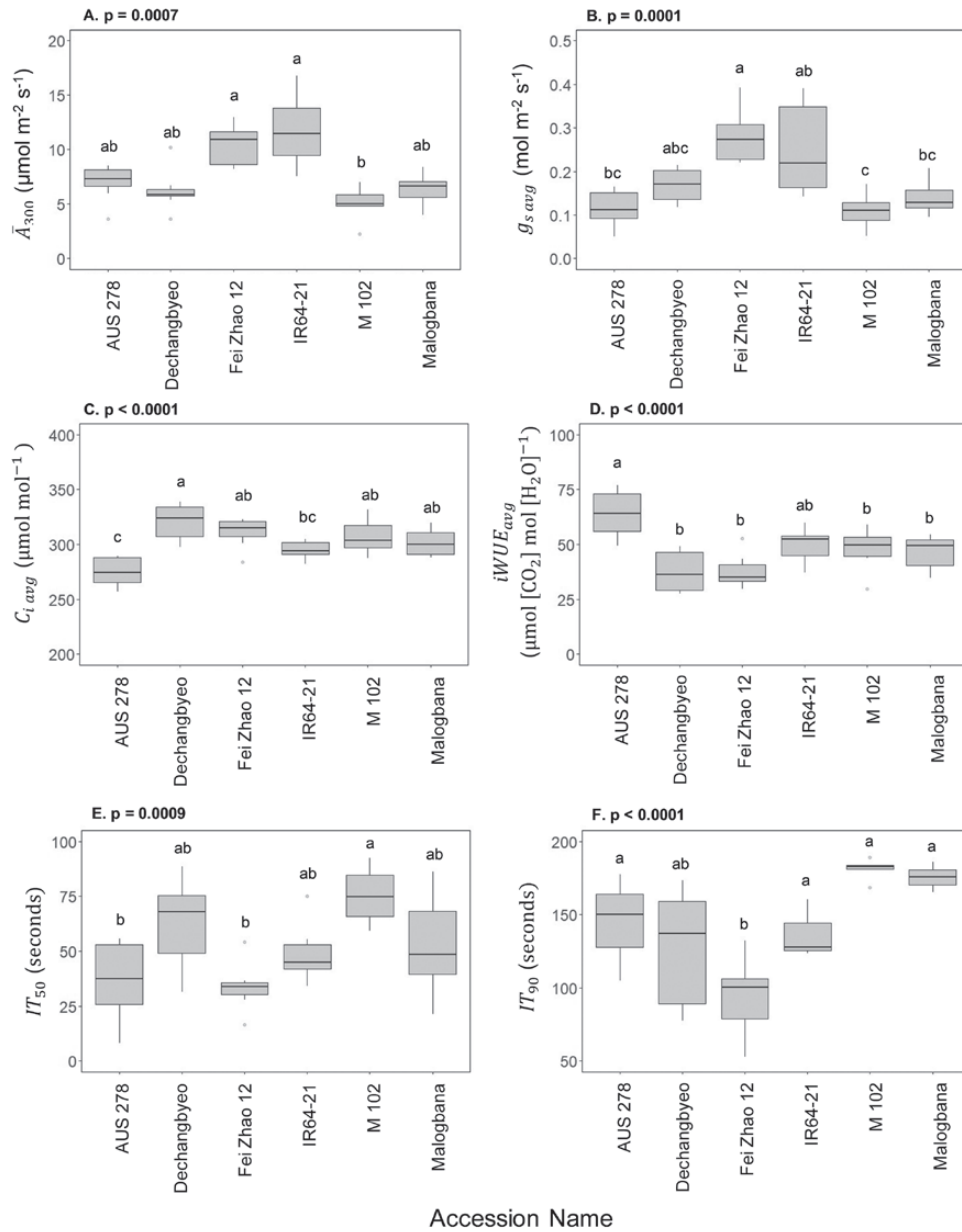 A. p = 0.0007
Ā₃₀₀ (µmol m⁻² s⁻¹)
20
15
10
5
0
ab
ab
a
a
b
ab
AUS 278
Dechangbyeo
Fei Zhao 12
IR64-21
M 102
Malogbana
B. p = 0.0001
g_{s avg} (mol m⁻² s⁻¹)
0.5
0.4
0.3
0.2
0.1
0.0
bc
abc
a
ab
c
bc
AUS 278
Dechangbyeo
Fei Zhao 12
IR64-21
M 102
Malogbana
C. p < 0.0001
C_{i avg} (µmol mol⁻¹)
400
350
300
250
200
c
a
ab
bc
ab
ab
AUS 278
Dechangbyeo
Fei Zhao 12
IR64-21
M 102
Malogbana
D. p < 0.0001
iWUE_{avg}
(µmol [CO₂] mol [H₂O]⁻¹)
100
75
50
25
0
a
b
b
ab
b
b
AUS 278
Dechangbyeo
Fei Zhao 12
IR64-21
M 102
Malogbana
E. p = 0.0009
IT₅₀ (seconds)
100
75
50
25
0
b
ab
b
ab
a
ab
AUS 278
Dechangbyeo
Fei Zhao 12
IR64-21
M 102
Malogbana
F. p < 0.0001
IT₉₀ (seconds)
200
150
100
50
a
ab
b
a
a
a
AUS 278
Dechangbyeo
Fei Zhao 12
IR64-21
M 102
Malogbana
Accession Name